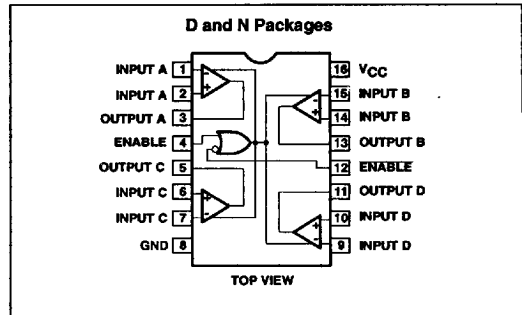 D and N Packages
INPUT A 1
INPUT A 2
OUTPUT A 3
ENABLE 4
OUTPUT C 5
INPUT C 6
INPUT C 7
GND 8
16 VCC
15 INPUT B
14 INPUT B
13 OUTPUT B
12 ENABLE
11 OUTPUT D
10 INPUT D
9 INPUT D
TOP VIEW